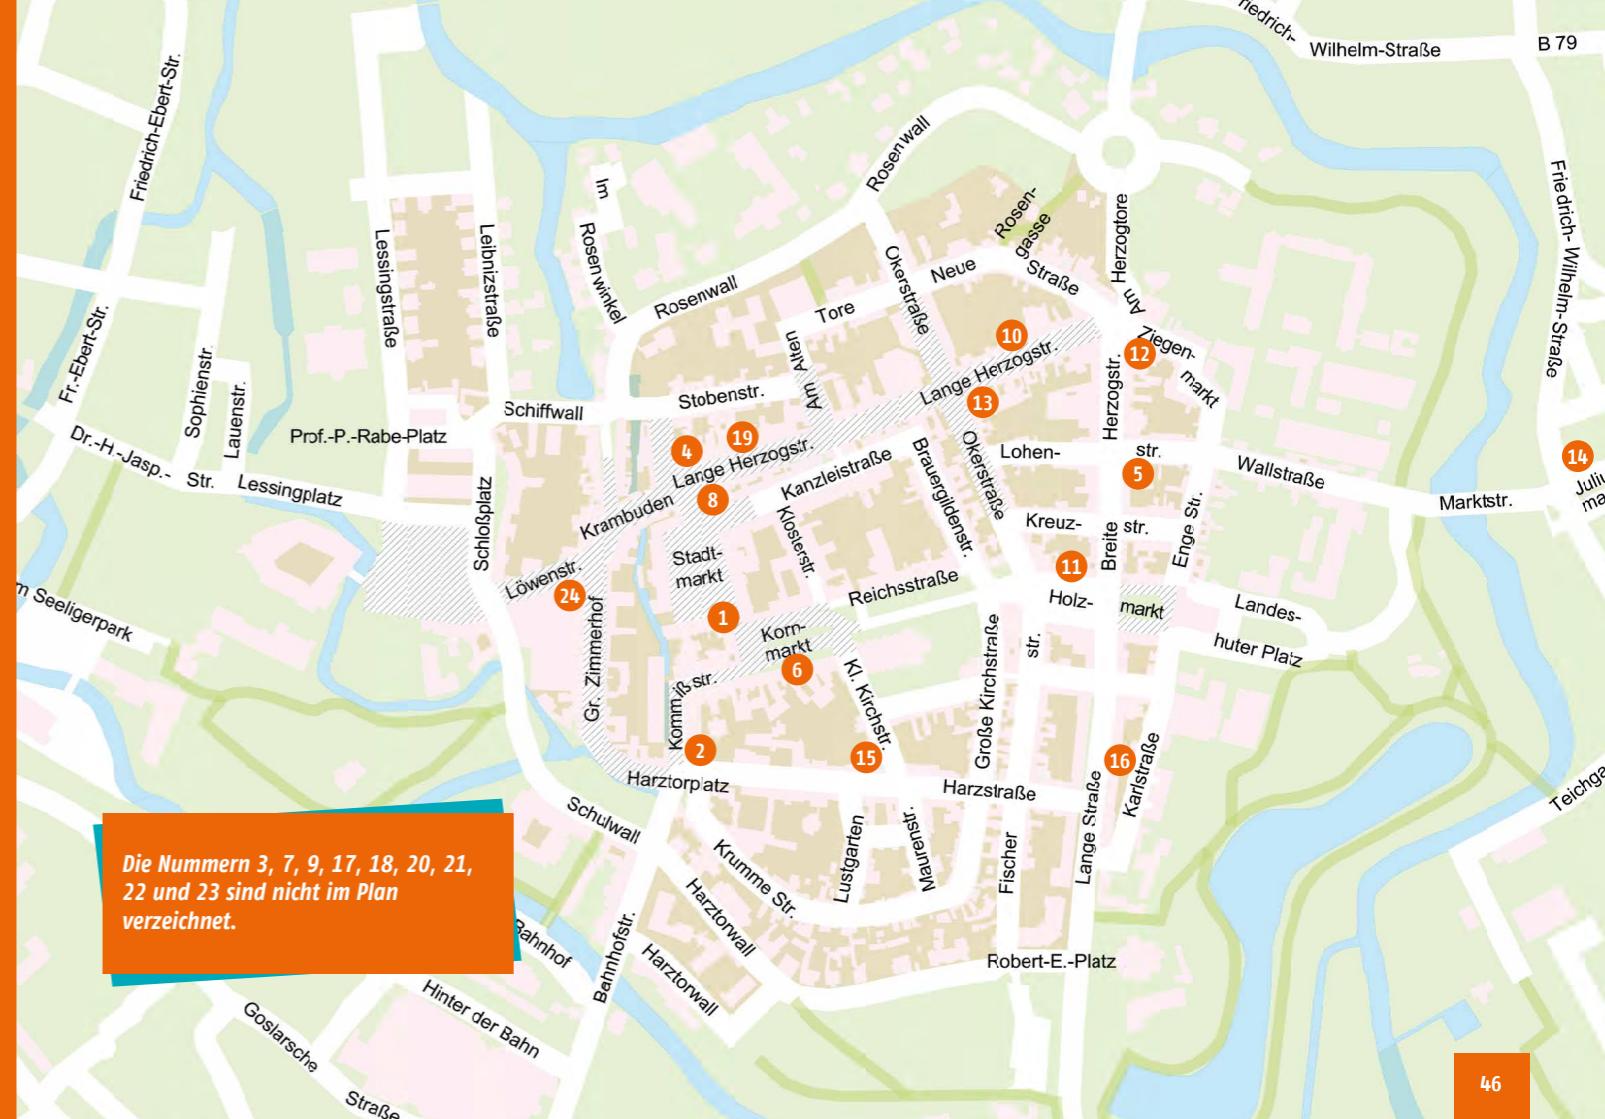 Friedrich-
Wilhelm-Straße
B 79
Friedrich-Ebert-Str.
Rosenwall
Im
Rosenwinkel
Rosen-
gasse
Herzogtore
Am
Friedrich-Wilhelm-Straße
Lessingstraße
Leibnizstraße
Okerstraße
Neue
Straße
Rosenwall
Tore
Am Alten
Fr.-Ebert-Str.
Sophienstr.
Lauenstr.
10
Lange Herzogstr.
12
Ziegen-
markt
Herzogstr.
13
Stobenstr.
Schiffwall
Prof.-P.-Rabe-Platz
Dr.-H.-Jasp.-
Str.
Lessingplatz
4
19
Lange Herzogstr.
8
Krambuden
Kanzleistraße
Brauergildenstr.
Okerstraße
Lohen-
str.
5
Wallstraße
Marktstr.
14
Schloßplatz
Klosterstr.
Kreuz-
str.
Breite
Enge Str.
Stadt-
markt
Löwenstr.
24
11
Reichsstraße
Holz-
markt
Landes-
huter Platz
1
Korn-
markt
6
m Seeligerpark
Gr. Zimmerhof
Kommißstr.
Kl. Kirchstr.
Große Kirchstraße
str.
2
15
16
Karlstraße
Lange Straße
Harztorplatz
Harzstraße
Schulwall
Krumme Str.
Lustgarten
Maurenstr.
Fischer
Die Nummern 3, 7, 9, 17, 18, 20, 21,
22 und 23 sind nicht im Plan
verzeichnet.
Bahnhof
Bahnhofstr.
Harztorwall
Harztorwall
Robert-E.-Platz
Hinter der Bahn
Goslarsche
Straße
46